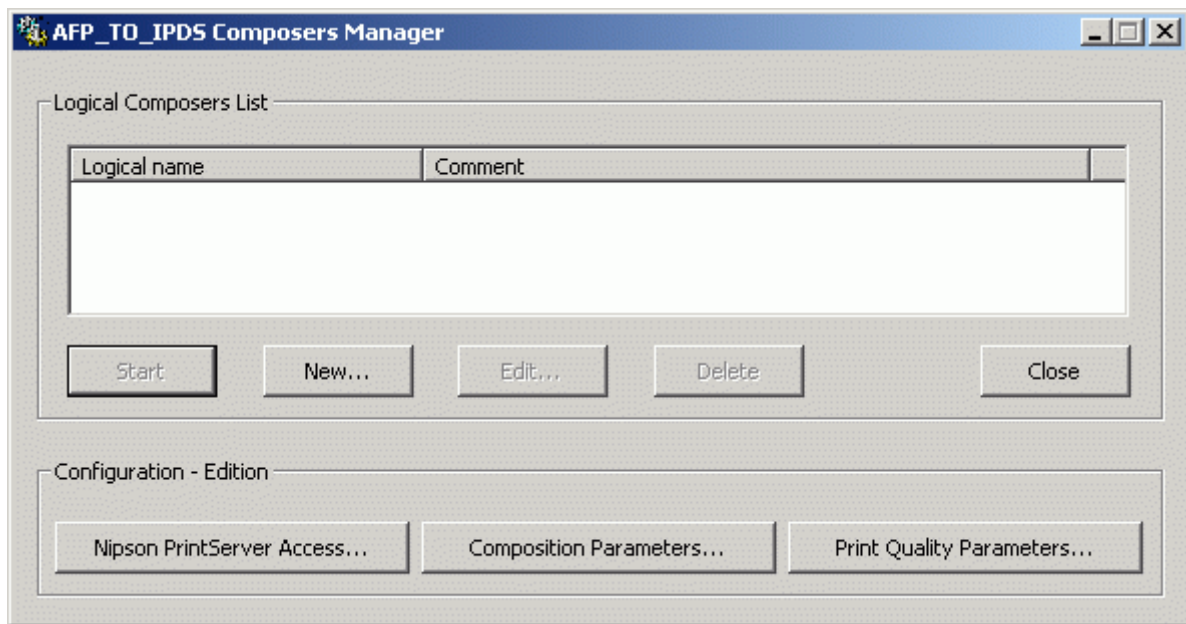 AFP_TO_IPDS Composers Manager
Logical Composers List
Logical name Comment
Start New... Edit... Delete Close
Configuration - Edition
Nipson PrintServer Access... Composition Parameters... Print Quality Parameters...